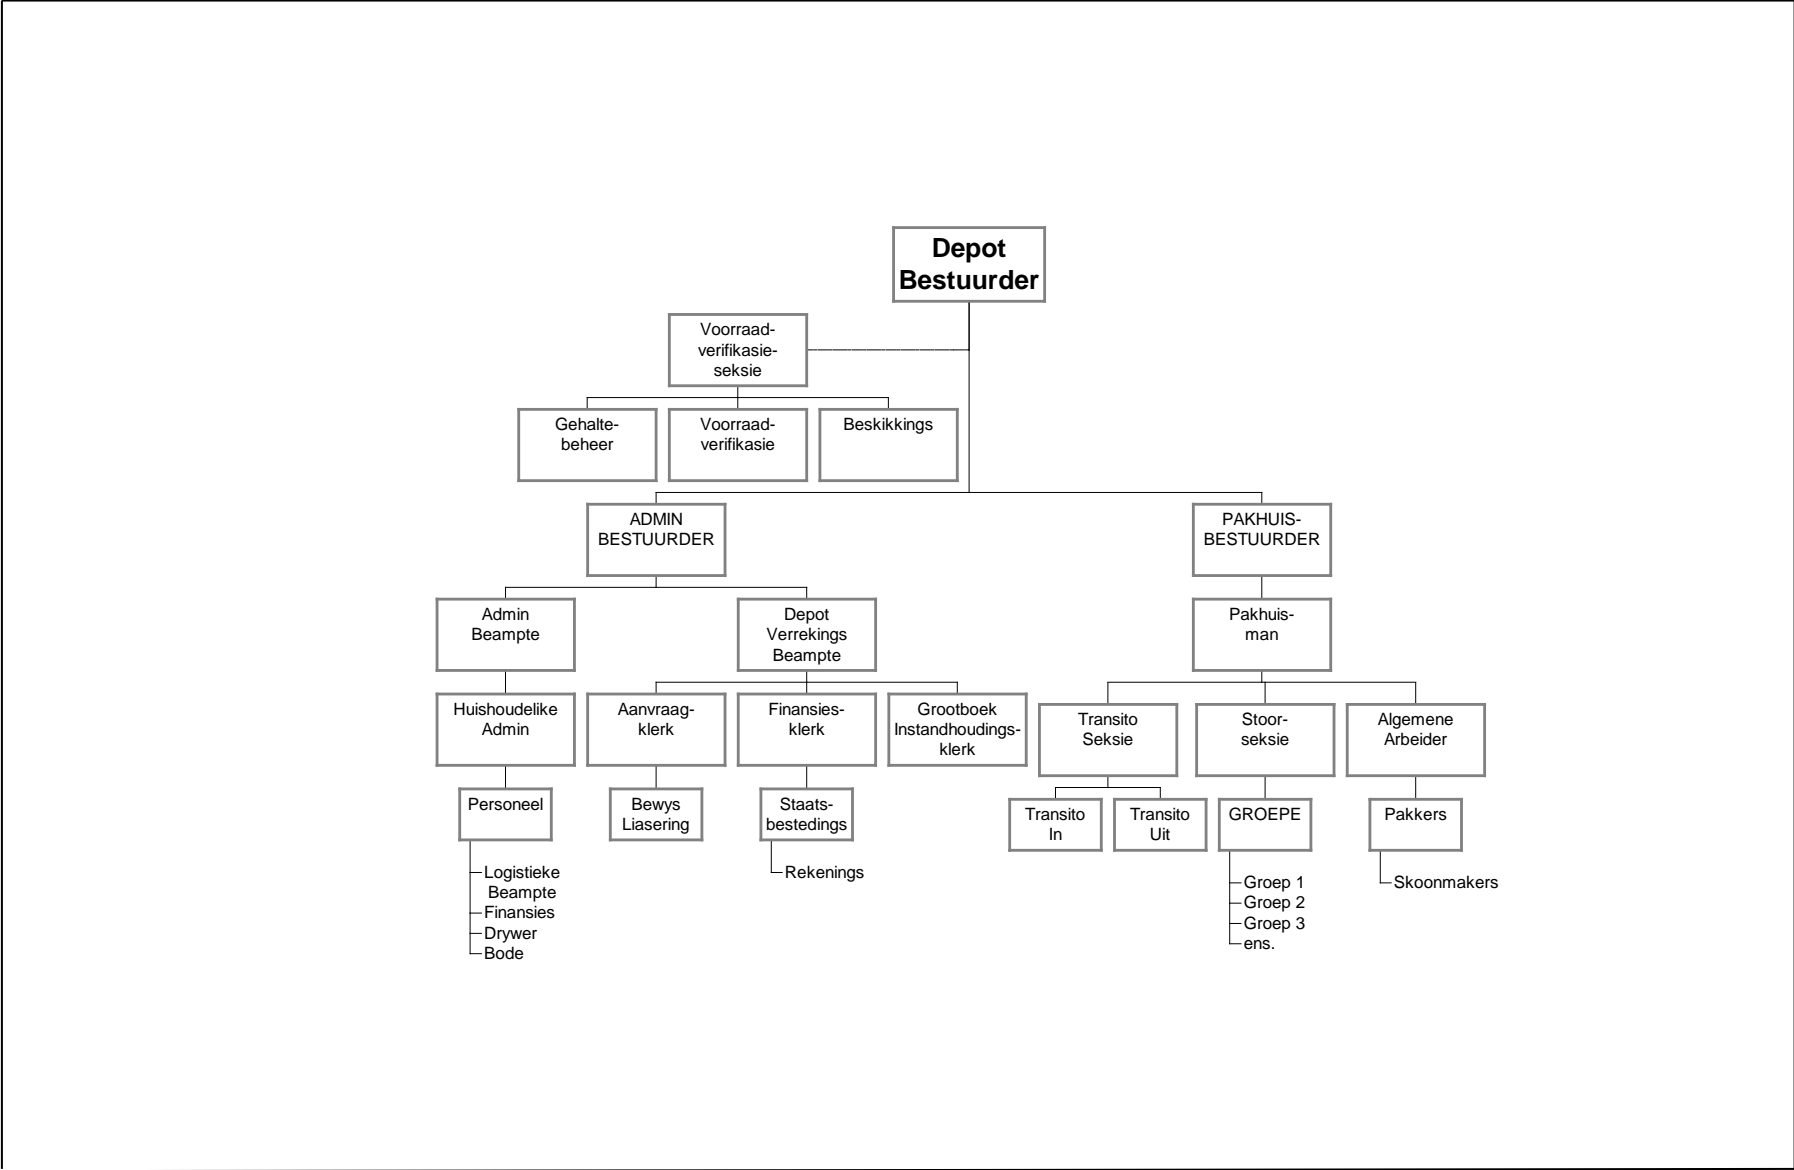 Depot
Bestuurder
Voorraad-
verifikasie-
seksie
Gehalte-
beheer
Voorraad-
verifikasie
Beskikkings
ADMIN
BESTUURDER
PAKHUIS-
BESTUURDER
Admin
Beampte
Depot
Verrekings
Beampte
Pakhuis-
man
Huishoudelike
Admin
Aanvraag-
klerk
Finansies-
klerk
Grootboek
Instandhoudings-
klerk
Transito
Seksie
Stoor-
seksie
Algemene
Arbeider
Personeel
Bewys
Liasering
Staats-
bestedings
Transito
In
Transito
Uit
GROEPE
Pakkers
Logistieke
Beampte
Finansies
Drywer
Bode
Rekenings
Groep 1
Groep 2
Groep 3
ens.
Skoonmakers